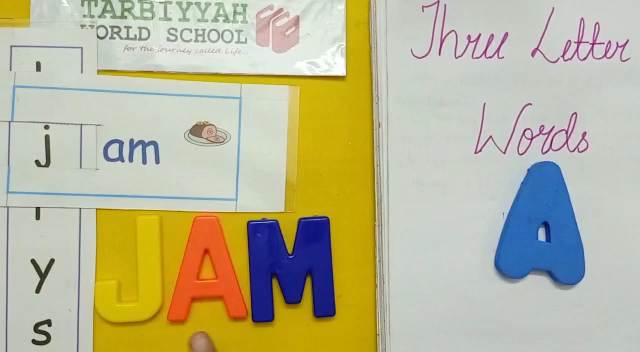 TARBIYYAH
WORLD SCHOOL
for the journey called Life...
j am
JAM
y
s
Three Letter
Words
A